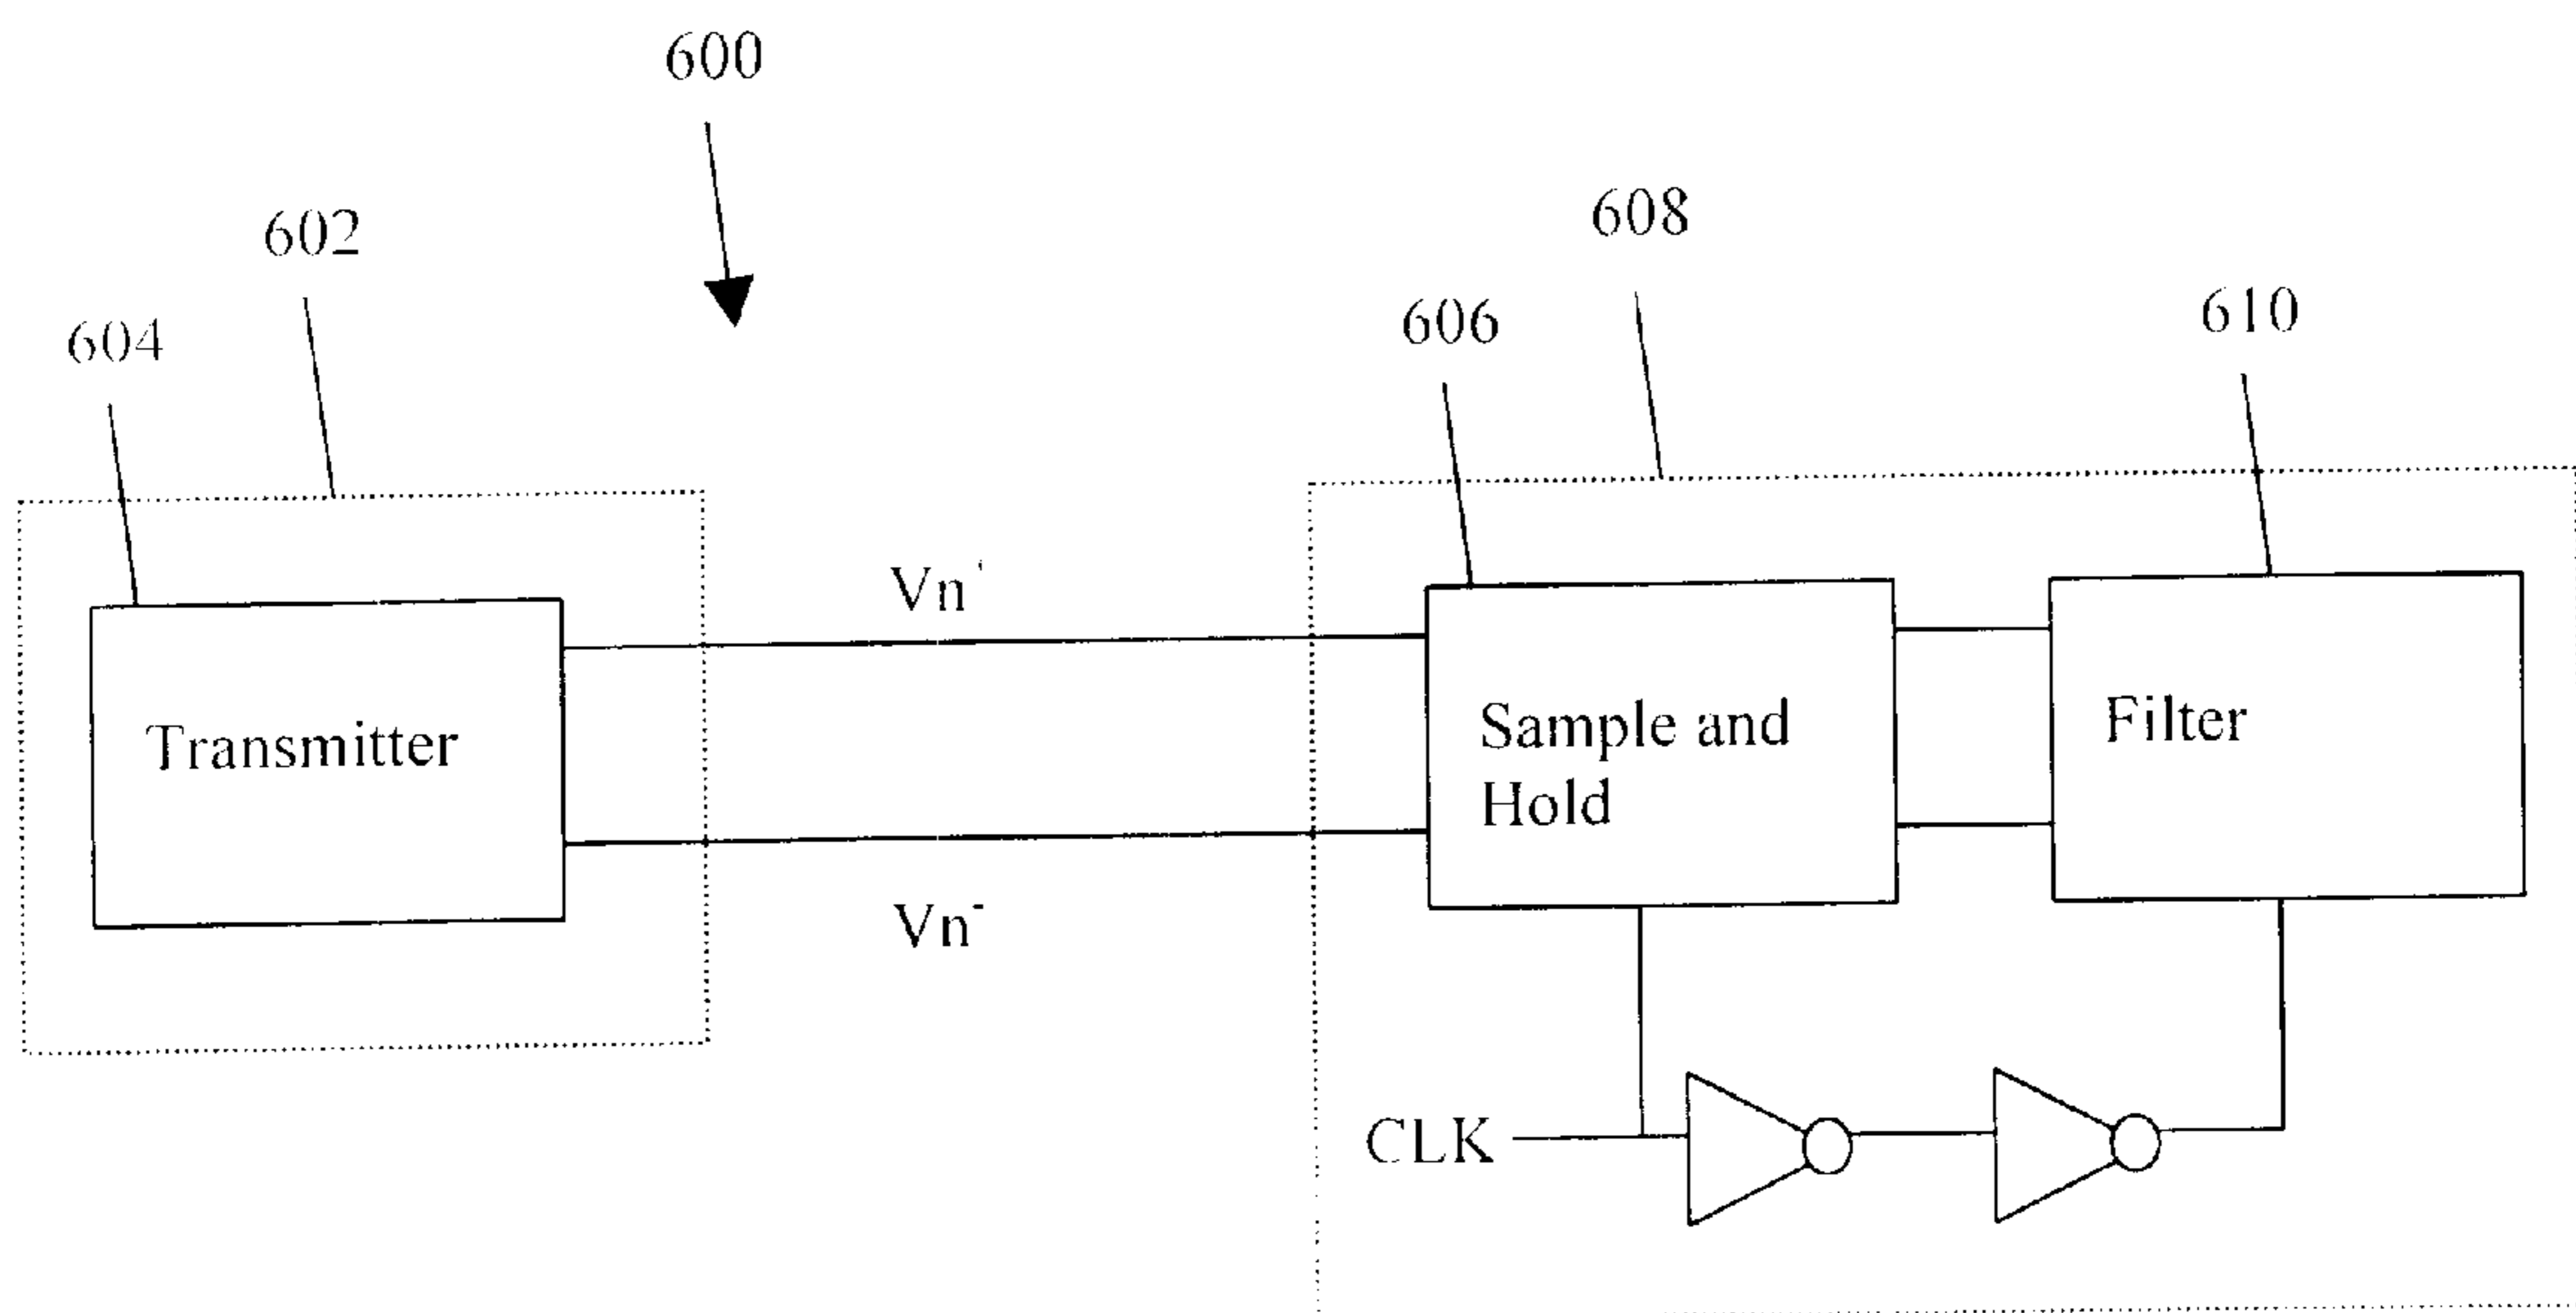 600
602
608
604
606
610
Vn⁺
Transmitter
Sample and
Hold
Filter
Vn⁻
CLK